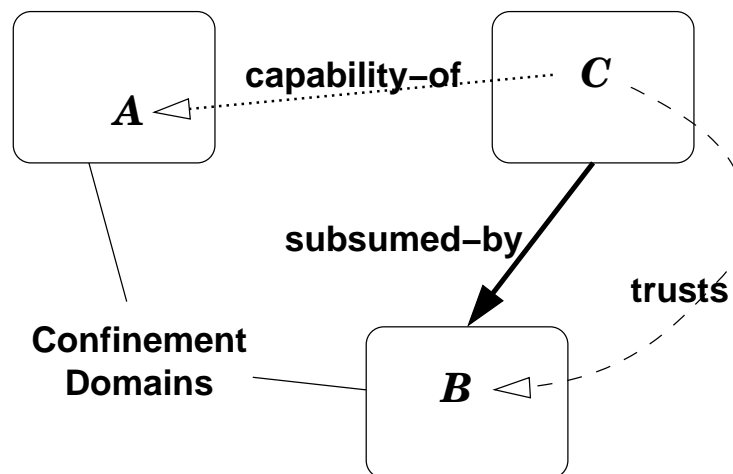 capability–of
C
A
subsumed–by
trusts
Confinement
Domains
B